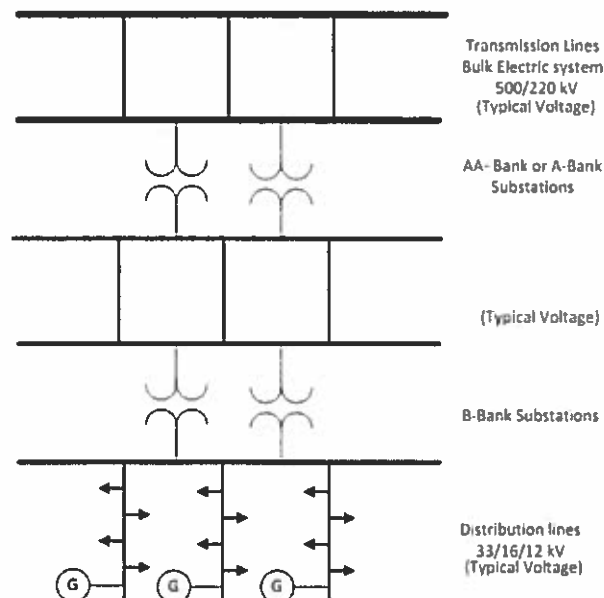 Transmission Lines
Bulk Electric system
500/220 kV
(Typical Voltage)
AA- Bank or A-Bank
Substations
(Typical Voltage)
B-Bank Substations
Distribution lines
33/16/12 kV
(Typical Voltage)
G
G
G